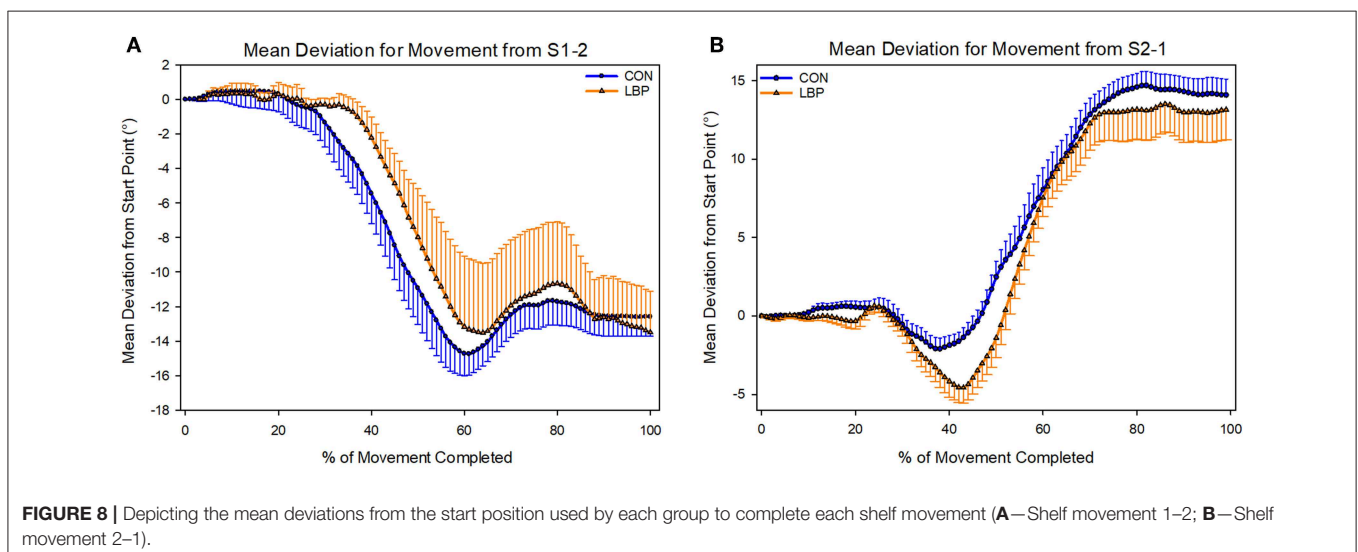 A
Mean Deviation for Movement from S1-2
2
0
-2
-4
-6
-8
-10
-12
-14
-16
-18
Mean Deviation from Start Point (°)
CON
LBP
0
20
40
60
80
100
% of Movement Completed
B
Mean Deviation for Movement from S2-1
15
10
5
0
-5
Mean Deviation from Start Point (°)
CON
LBP
0
20
40
60
80
100
% of Movement Completed
FIGURE 8 | Depicting the mean deviations from the start position used by each group to complete each shelf movement (A—Shelf movement 1–2; B—Shelf
movement 2–1).